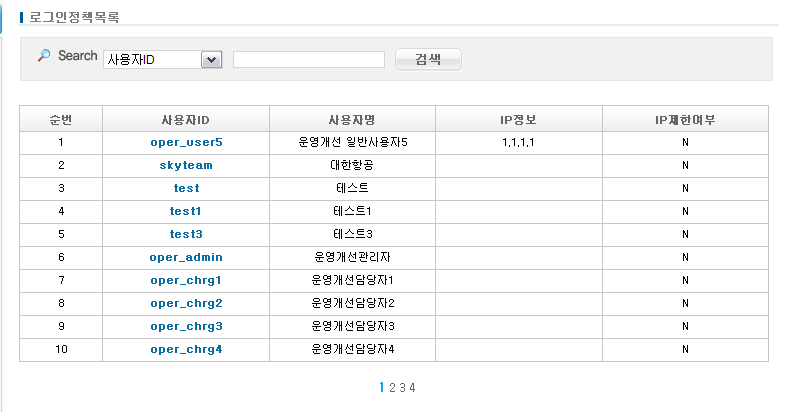 로그인정책목록
Search 사용자ID 검색
순번 사용자ID 사용자명 IP정보 IP제한여부
1 oper_user5 운영개선 일반사용자5 1.1.1.1 N
2 skyteam 대한항공 N
3 test 테스트 N
4 test1 테스트1 N
5 test3 테스트3 N
6 oper_admin 운영개선관리자 N
7 oper_chrg1 운영개선담당자1 N
8 oper_chrg2 운영개선담당자2 N
9 oper_chrg3 운영개선담당자3 N
10 oper_chrg4 운영개선담당자4 N
1 2 3 4